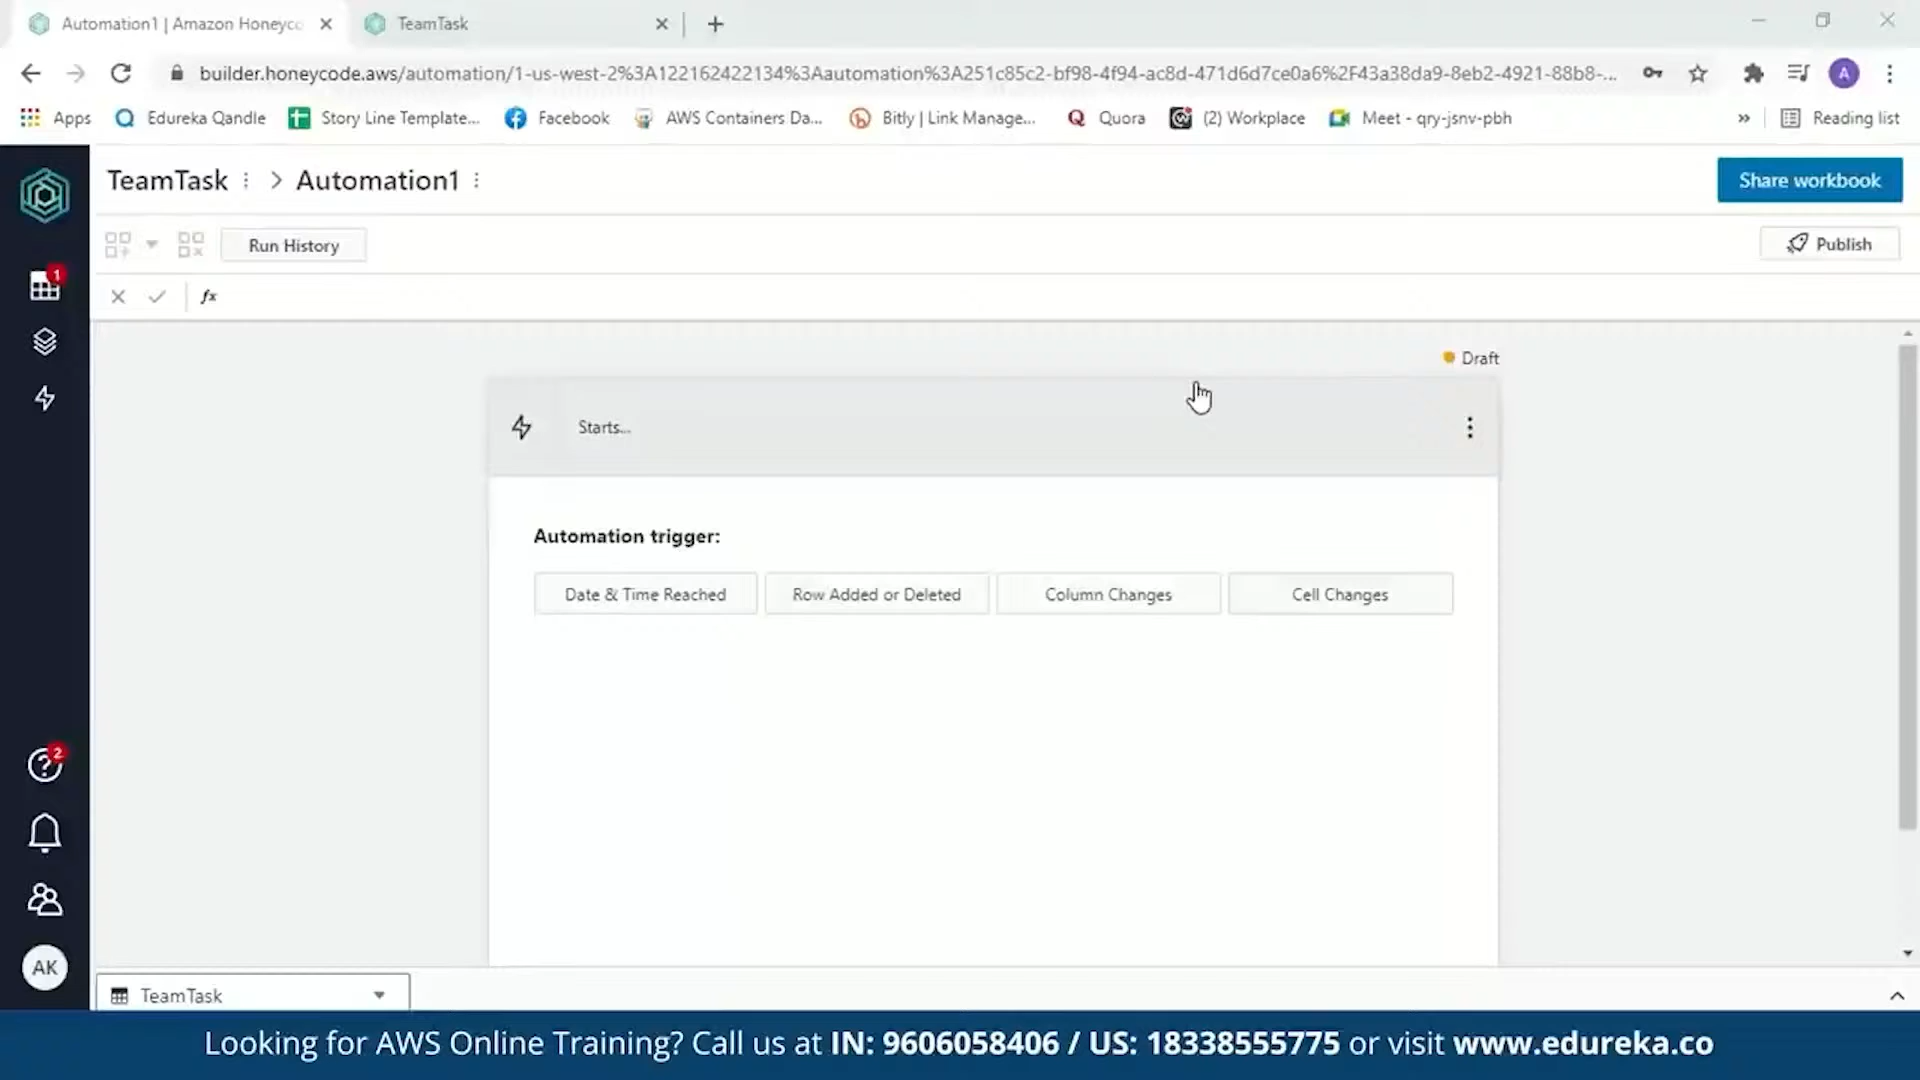 Automation1 | Amazon Honeyco
TeamTask
builder.honeycode.aws/automation/1-us-west-2%3A122162422134%3Aautomation%3A251c85c2-bf98-4f94-ac8d-471d6d7ce0a6%2F43a38da9-8eb2-4921-88b8-...
A
Apps
Edureka Qandle
Story Line Template...
Facebook
AWS Containers Da...
Bitly | Link Manage...
Quora
(2) Workplace
Meet - qry-jsnv-pbh
»
Reading list
TeamTask > Automation1
Share workbook
Run History
Publish
1
fx
Draft
Starts...
Automation trigger:
Date & Time Reached
Row Added or Deleted
Column Changes
Cell Changes
2
AK
TeamTask
Looking for AWS Online Training? Call us at IN: 9606058406 / US: 18338555775 or visit www.edureka.co